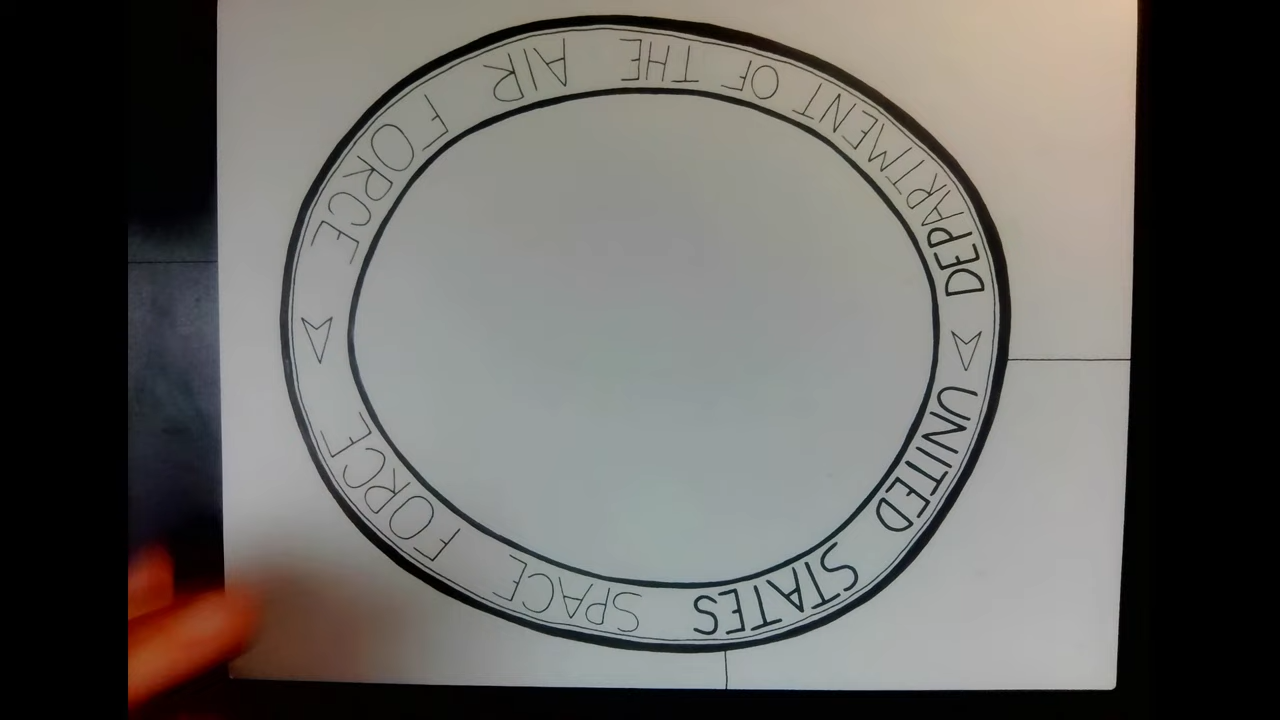 DEPARTMENT OF THE AIR FORCE
UNITED STATES SPACE FORCE